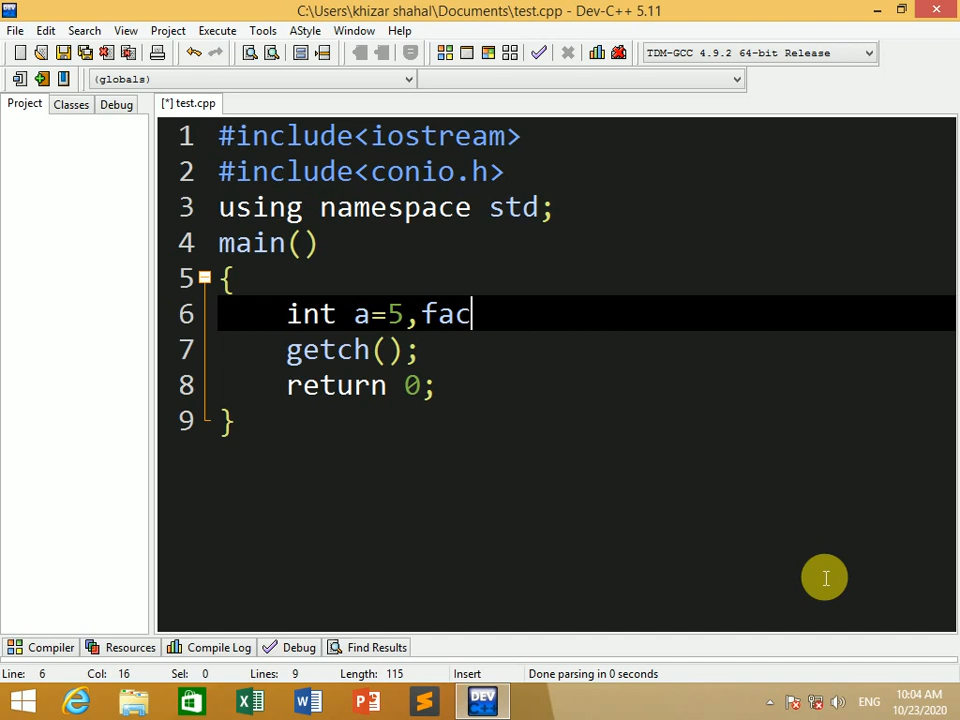 C:\Users\khizar shahal\Documents\test.cpp - Dev-C++ 5.11
File Edit Search View Project Execute Tools AStyle Window Help
TDM-GCC 4.9.2 64-bit Release
(globals)
Project Classes Debug [*] test.cpp
1 #include<iostream>
2 #include<conio.h>
3 using namespace std;
4 main()
5 {
6 int a=5,fac
7 getch();
8 return 0;
9 }
Compiler Resources Compile Log Debug Find Results
Line: 6 Col: 16 Sel: 0 Lines: 9 Length: 115 Insert Done parsing in 0 seconds
DEV
ENG
10:04 AM
10/23/2020